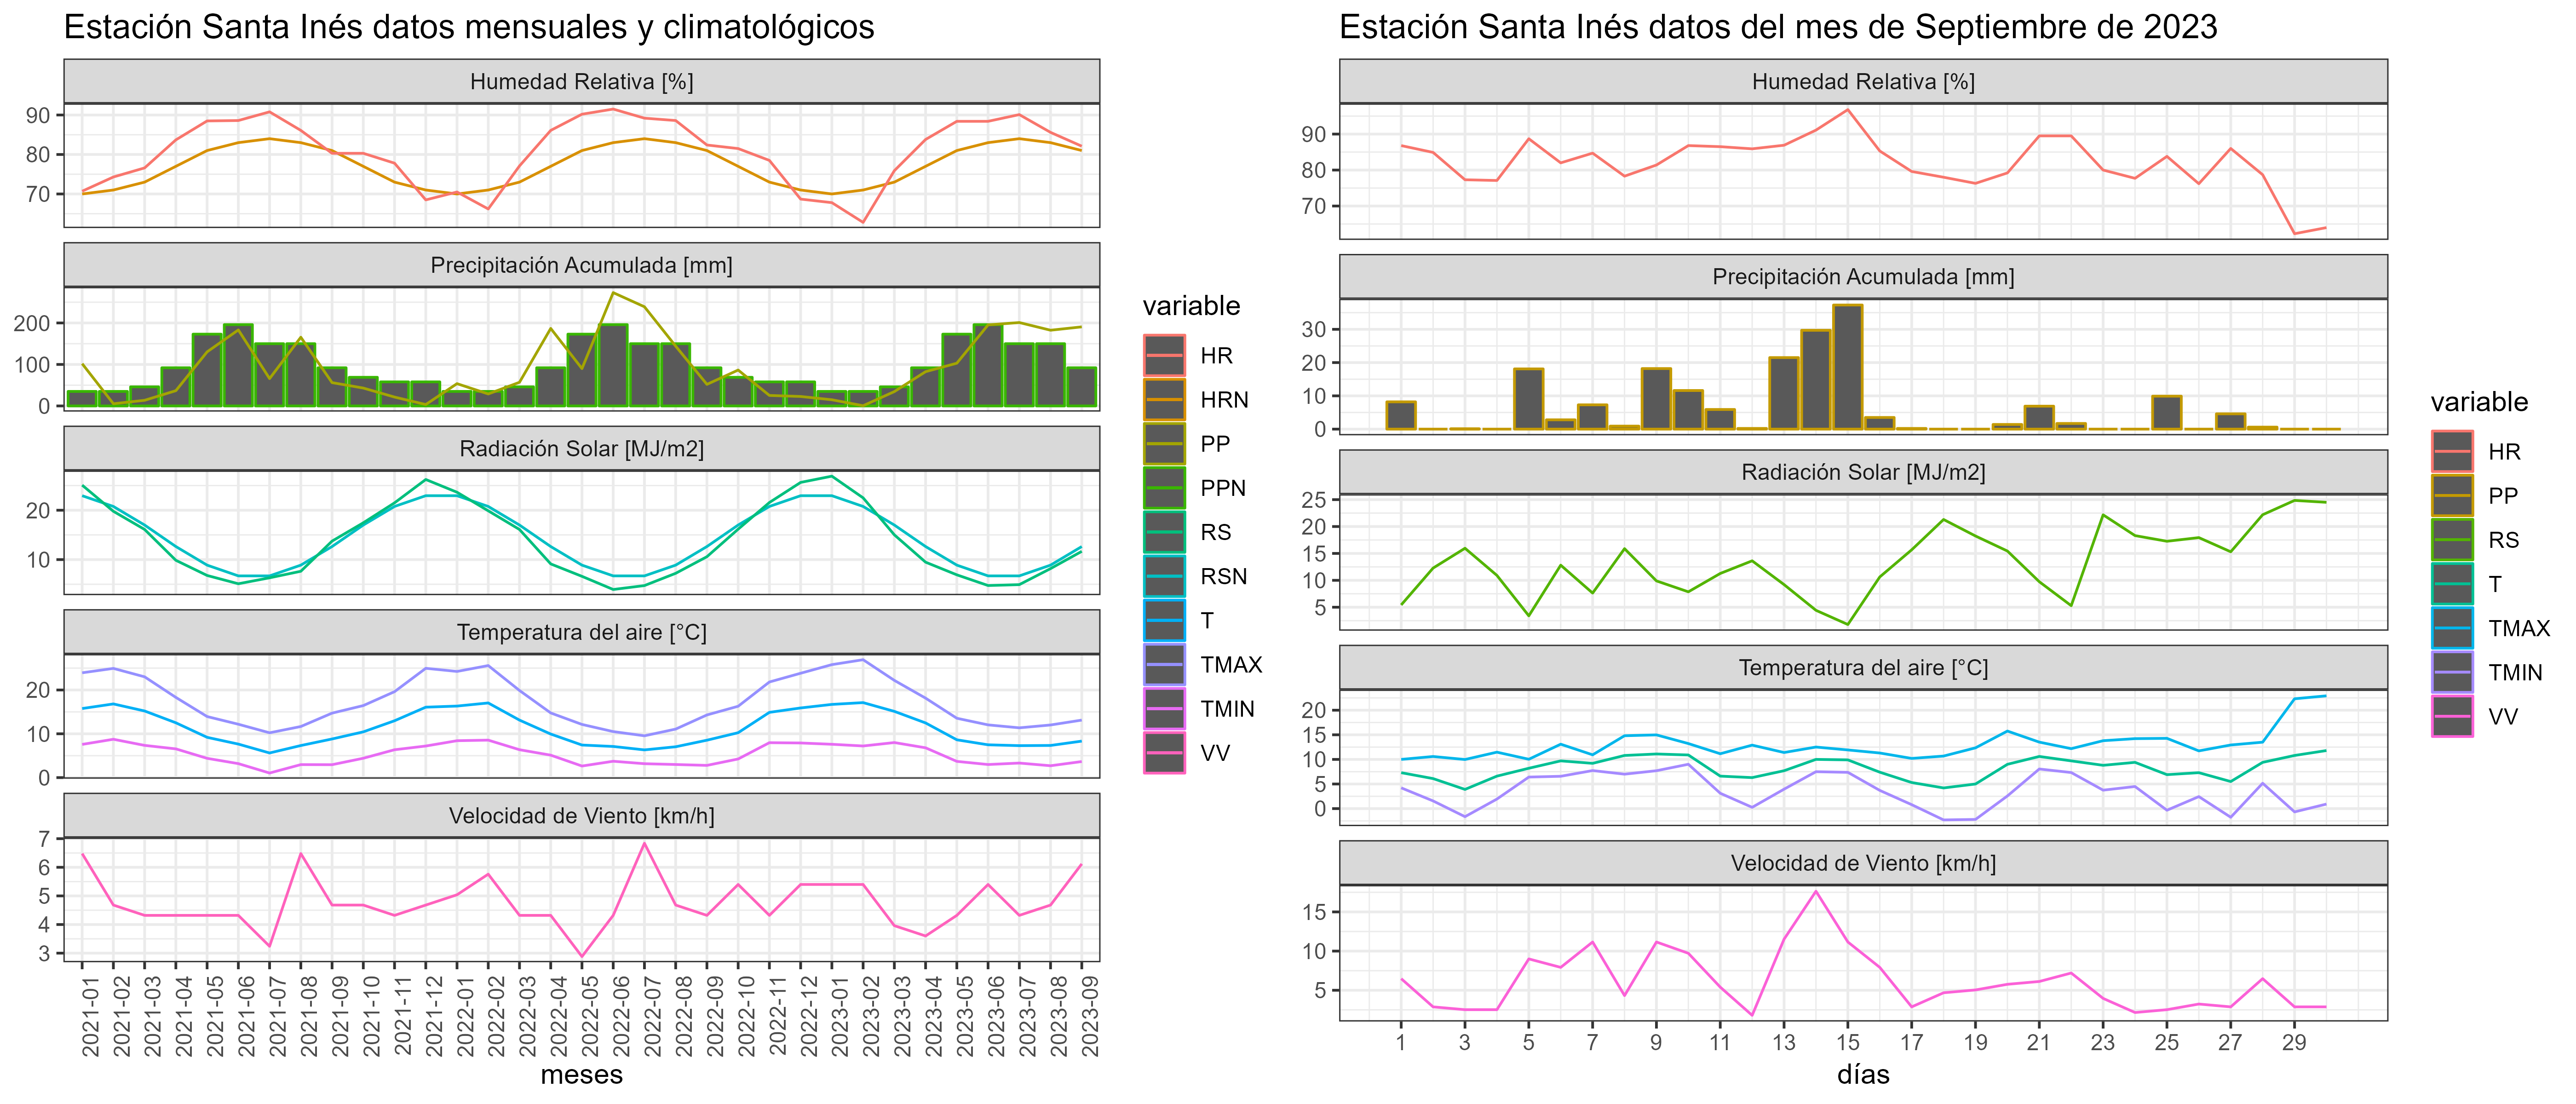 Estación Santa Inés datos mensuales y climatológicos
Humedad Relativa [%]
90
80
70
Precipitación Acumulada [mm]
200
100
0
Radiación Solar [MJ/m2]
20
10
Temperatura del aire [°C]
20
10
0
Velocidad de Viento [km/h]
7
6
5
4
3
2021-01
2021-02
2021-03
2021-04
2021-05
2021-06
2021-07
2021-08
2021-09
2021-10
2021-11
2021-12
2022-01
2022-02
2022-03
2022-04
2022-05
2022-06
2022-07
2022-08
2022-09
2022-10
2022-11
2022-12
2023-01
2023-02
2023-03
2023-04
2023-05
2023-06
2023-07
2023-08
2023-09
meses
variable
HR
HRN
PP
PPN
RS
RSN
T
TMAX
TMIN
VV
Estación Santa Inés datos del mes de Septiembre de 2023
Humedad Relativa [%]
90
80
70
Precipitación Acumulada [mm]
30
20
10
0
Radiación Solar [MJ/m2]
25
20
15
10
5
Temperatura del aire [°C]
20
15
10
5
0
Velocidad de Viento [km/h]
15
10
5
1 3 5 7 9 11 13 15 17 19 21 23 25 27 29
días
variable
HR
PP
RS
T
TMAX
TMIN
VV